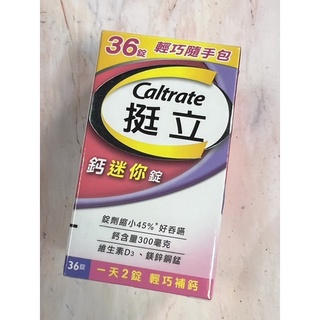 36錠 輕巧隨手包
Caltrate
挺立
鈣迷你錠
錠劑縮小45%*好吞嚥
鈣含量300毫克
維生素D3、鎂鋅銅錳
36錠
一天2錠 輕巧補鈣